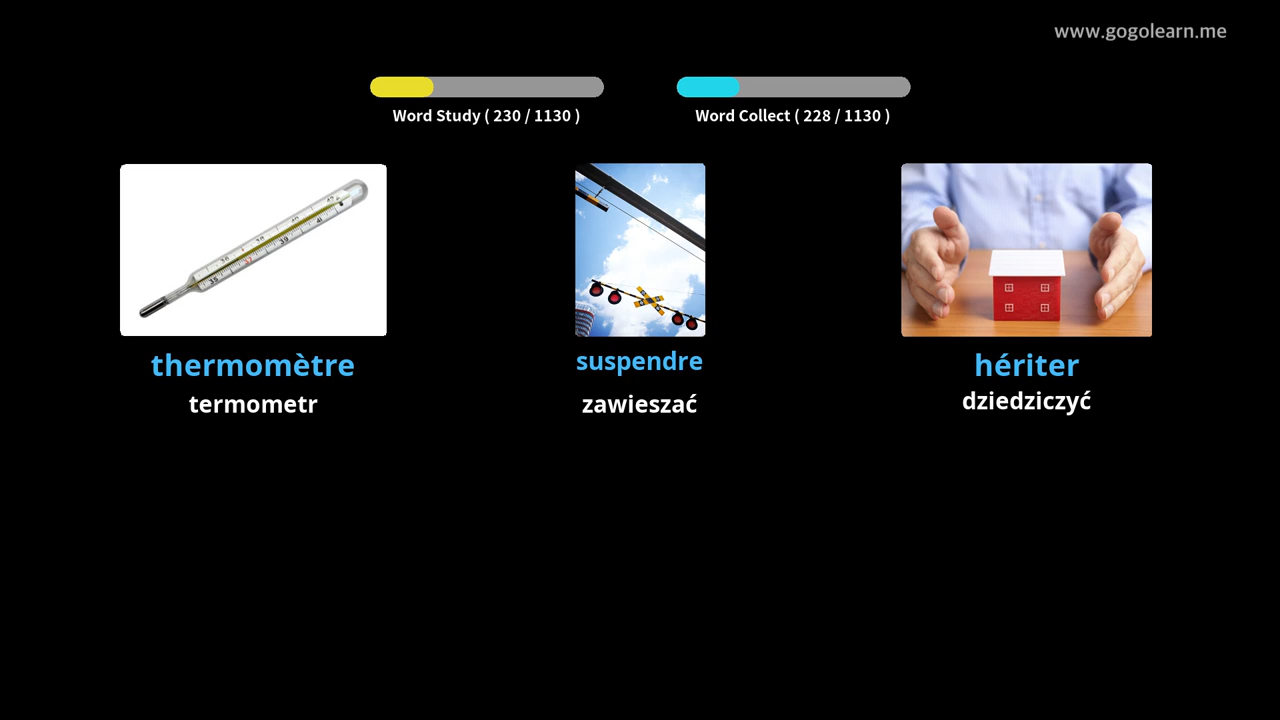 www.gogolearn.me
Word Study ( 230 / 1130 )
Word Collect ( 228 / 1130 )
thermomètre
termometr
suspendre
zawieszać
hériter
dziedziczyć